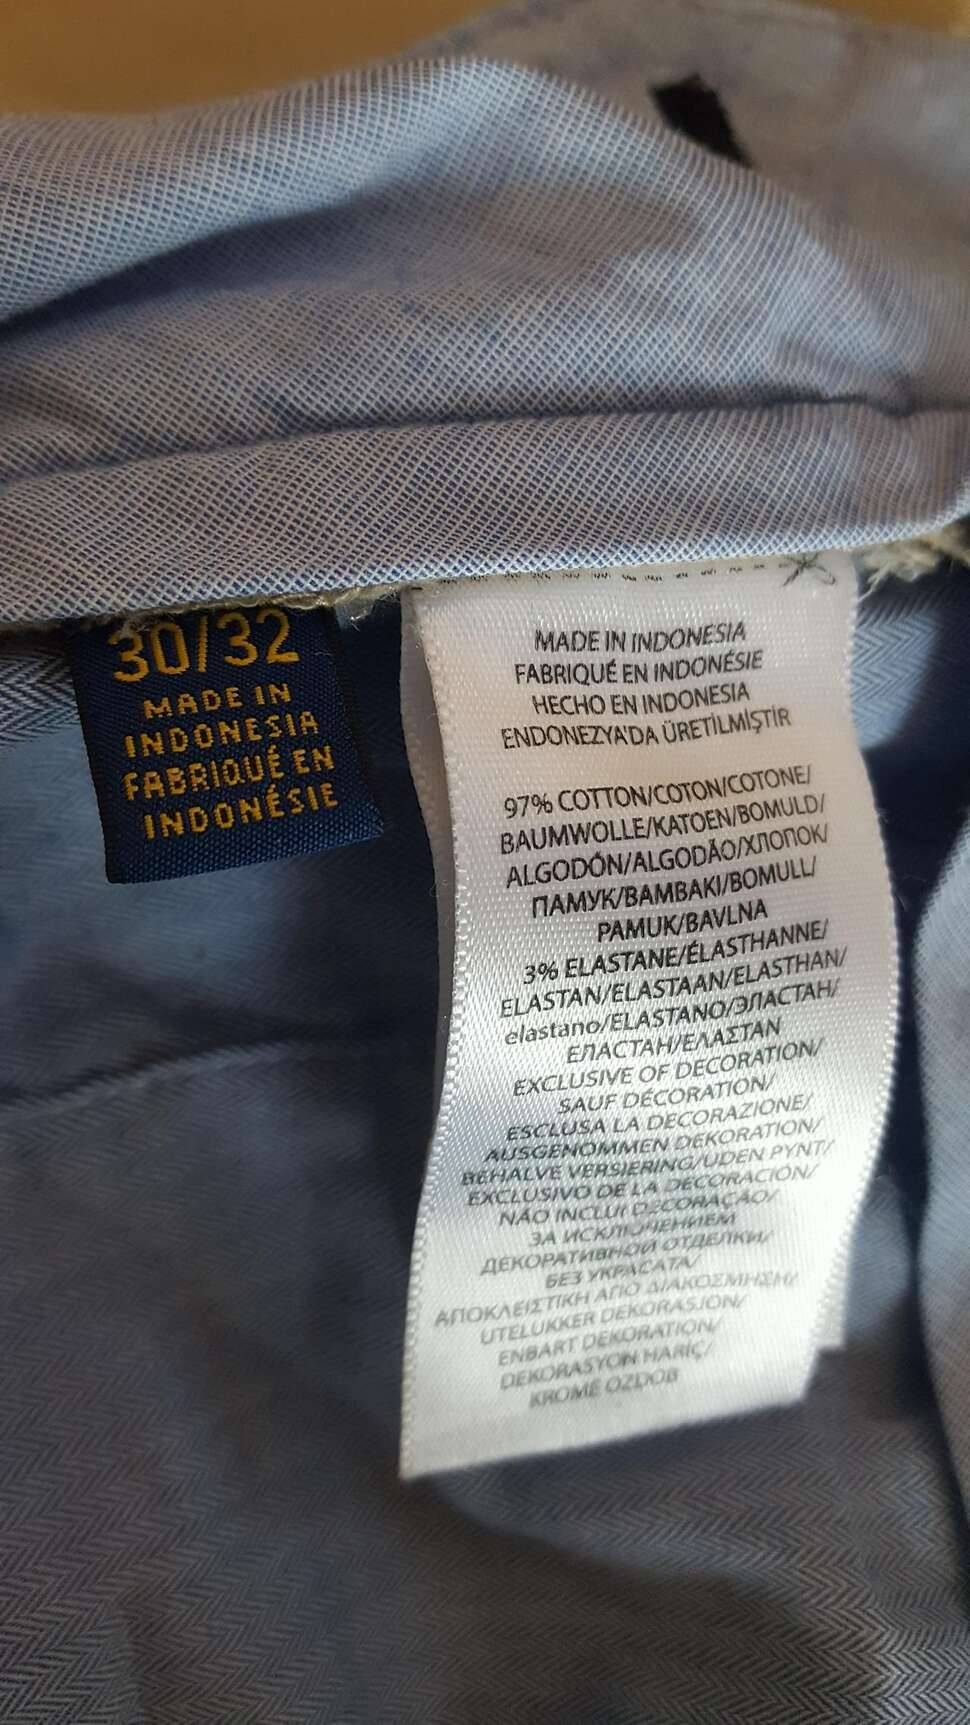 30/32
MADE IN
INDONESIA
FABRIQUÉ EN
INDONÉSIE
MADE IN INDONESIA
FABRIQUÉ EN INDONÉSIE
HECHO EN INDONESIA
ENDONEZYA'DA ÜRETİLMİŞTİR
97% COTTON/COTON/COTONE/
BAUMWOLLE/KATOEN/BOMULD/
ALGODÓN/ALGODÃO/ХЛОПОК/
ПАМУК/BAMBAKI/BOMULL/
PAMUK/BAVLNA
3% ELASTANE/ÉLASTHANNE/
ELASTAN/ELASTAAN/ELASTHAN/
elastano/ELASTANO/ЭЛАСТАН/
ЕЛАСТАН/ΕΛΑΣΤΑΝ
EXCLUSIVE OF DECORATION/
SAUF DÉCORATION/
ESCLUSA LA DECORAZIONE/
AUSGENOMMEN DEKORATION/
BEHALVE VERSIERING/UDEN PYNT/
EXCLUSIVO DE LA DECORACIÓN/
NÃO INCLUI DECORAÇÃO/
ЗА ИСКЛЮЧЕНИЕМ
ДЕКОРАТИВНОЙ ОТДЕЛКИ/
БЕЗ УКРАСАТА/
ΑΠΟΚΛΕΙΣΤΙΚΗ ΑΠΟ ΔΙΑΚΟΣΜΗΣΗ/
UTELUKKER DEKORASJON/
ENBART DEKORATION/
DEKORASYON HARİÇ/
KROMĚ OZDOB